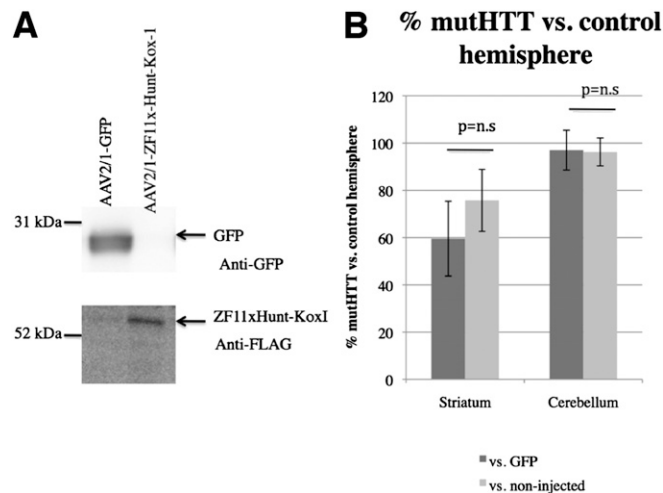 A
AAV2/1-GFP
AAV2/1-ZF11x-Hunt-Kox-1
31 kDa
GFP
Anti-GFP
52 kDa
ZF11xHunt-KoxI
Anti-FLAG
B
% mutHTT vs. control
hemisphere
% mutHTT vs. control hemisphere
120
100
80
60
40
20
0
p=n.s
p=n.s
Striatum
Cerebellum
vs. GFP
vs. non-injected